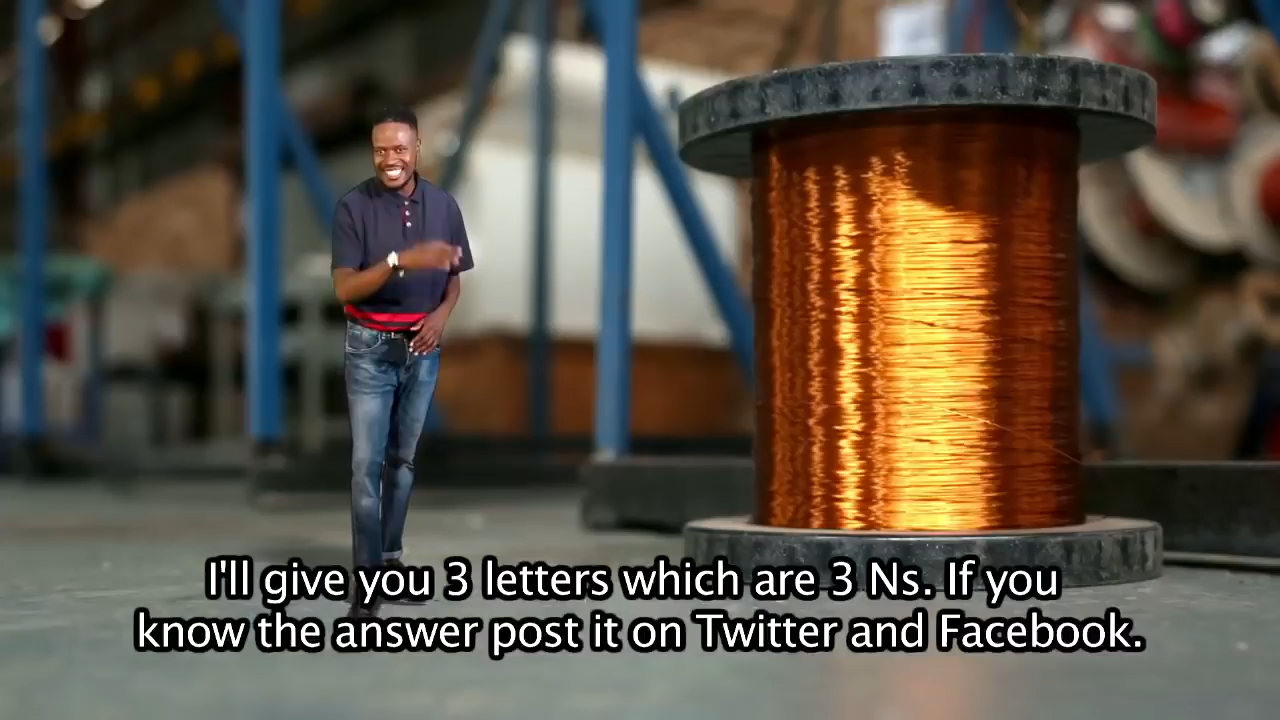 I'll give you 3 letters which are 3 Ns. If you
know the answer post it on Twitter and Facebook.